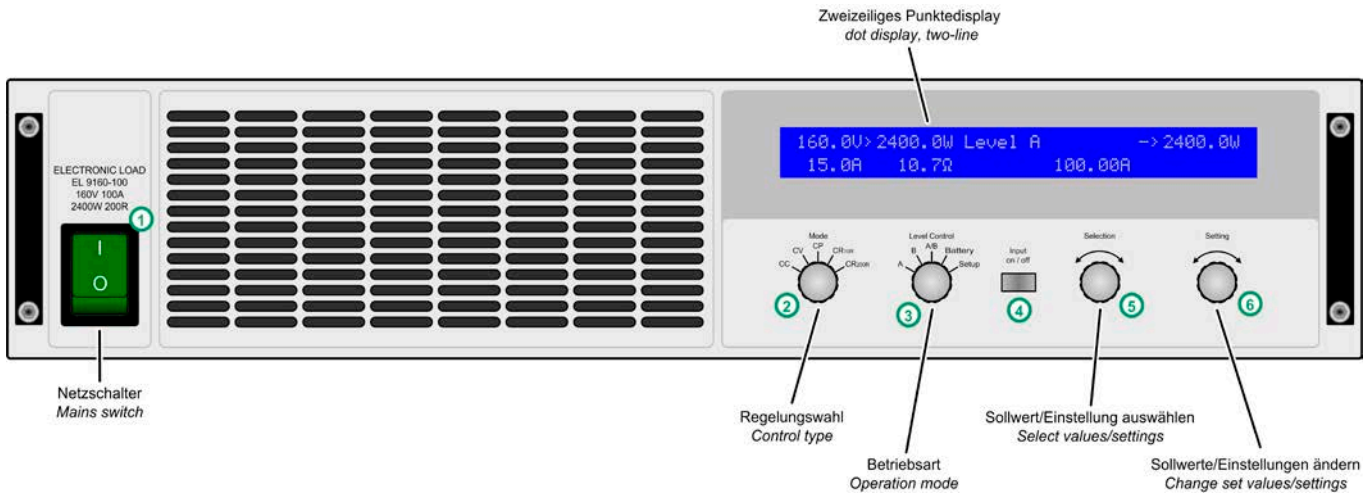 Zweizeiliges Punktedisplay
dot display, two-line
ELECTRONIC LOAD
EL 9160-100
160V 100A
2400W 200R
1
I
O
160.0V>2400.0W Level A ->2400.0W
15.0A 10.7Ω 100.00A
Mode
CC
CV
CP
CR10R
CR200R
2
Level Control
A
B
A/B
Battery
Setup
3
Input
on / off
4
Selection
5
Setting
6
Netzschalter
Mains switch
Regelungswahl
Control type
Betriebsart
Operation mode
Sollwert/Einstellung auswählen
Select values/settings
Sollwerte/Einstellungen ändern
Change set values/settings